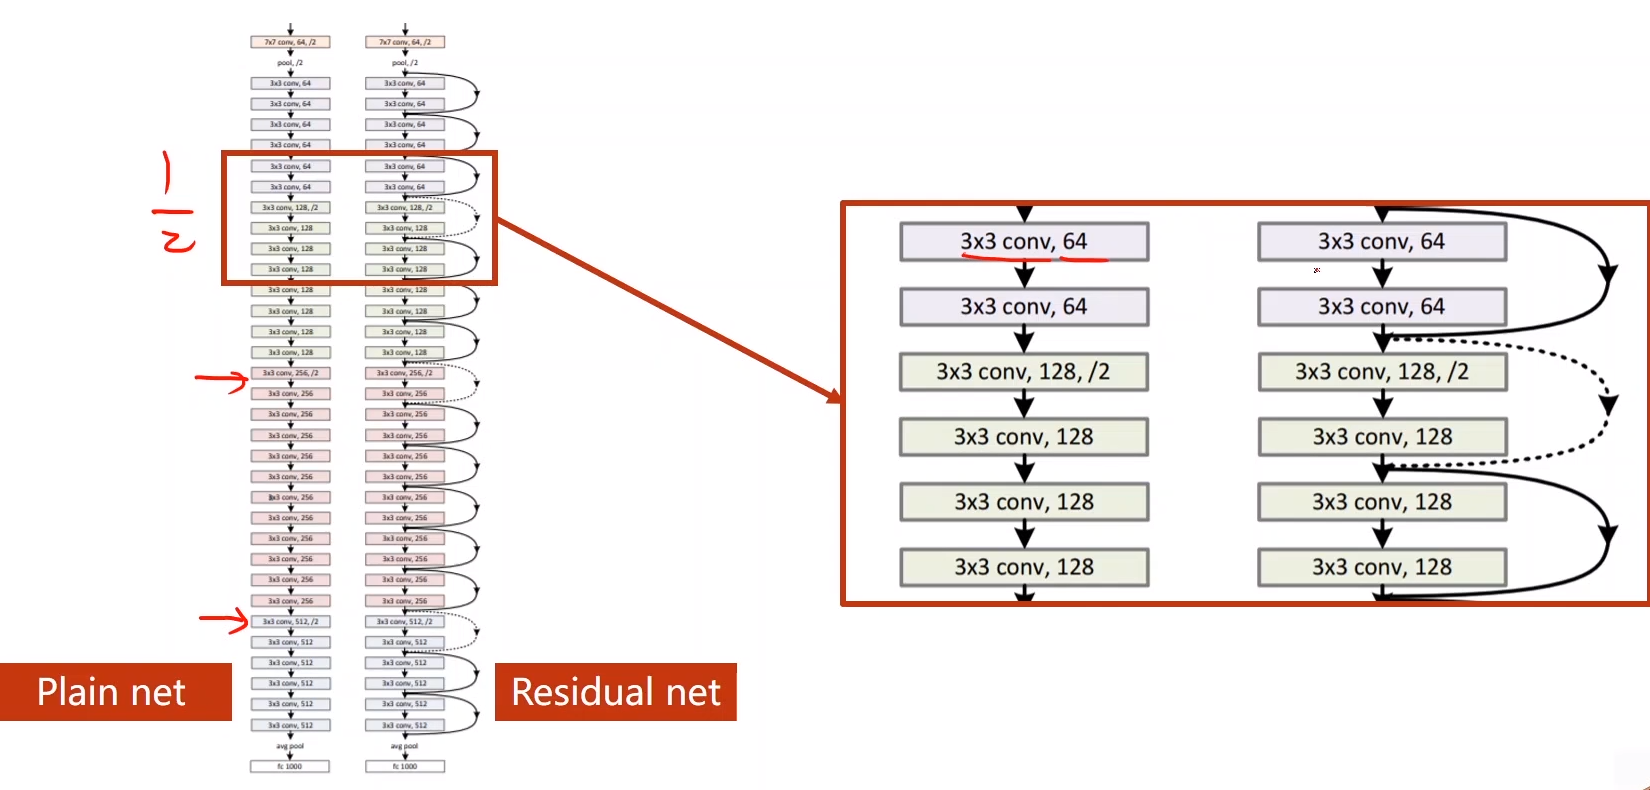 7x7 conv, 64, /2
pool, /2
3x3 conv, 64
3x3 conv, 64
3x3 conv, 64
3x3 conv, 64
3x3 conv, 64
3x3 conv, 64
3x3 conv, 128, /2
3x3 conv, 128
3x3 conv, 128
3x3 conv, 128
3x3 conv, 128
3x3 conv, 128
3x3 conv, 128
3x3 conv, 128
3x3 conv, 256, /2
3x3 conv, 256
3x3 conv, 256
3x3 conv, 256
3x3 conv, 256
3x3 conv, 256
3x3 conv, 256
3x3 conv, 256
3x3 conv, 256
3x3 conv, 256
3x3 conv, 256
3x3 conv, 256
3x3 conv, 512, /2
3x3 conv, 512
3x3 conv, 512
3x3 conv, 512
3x3 conv, 512
3x3 conv, 512
avg pool
fc 1000
7x7 conv, 64, /2
pool, /2
3x3 conv, 64
3x3 conv, 64
3x3 conv, 64
3x3 conv, 64
3x3 conv, 64
3x3 conv, 64
3x3 conv, 128, /2
3x3 conv, 128
3x3 conv, 128
3x3 conv, 128
3x3 conv, 128
3x3 conv, 128
3x3 conv, 128
3x3 conv, 128
3x3 conv, 256, /2
3x3 conv, 256
3x3 conv, 256
3x3 conv, 256
3x3 conv, 256
3x3 conv, 256
3x3 conv, 256
3x3 conv, 256
3x3 conv, 256
3x3 conv, 256
3x3 conv, 256
3x3 conv, 256
3x3 conv, 512, /2
3x3 conv, 512
3x3 conv, 512
3x3 conv, 512
3x3 conv, 512
3x3 conv, 512
avg pool
fc 1000
1
2
Plain net
Residual net
3x3 conv, 64
3x3 conv, 64
3x3 conv, 128, /2
3x3 conv, 128
3x3 conv, 128
3x3 conv, 128
3x3 conv, 64
3x3 conv, 64
3x3 conv, 128, /2
3x3 conv, 128
3x3 conv, 128
3x3 conv, 128